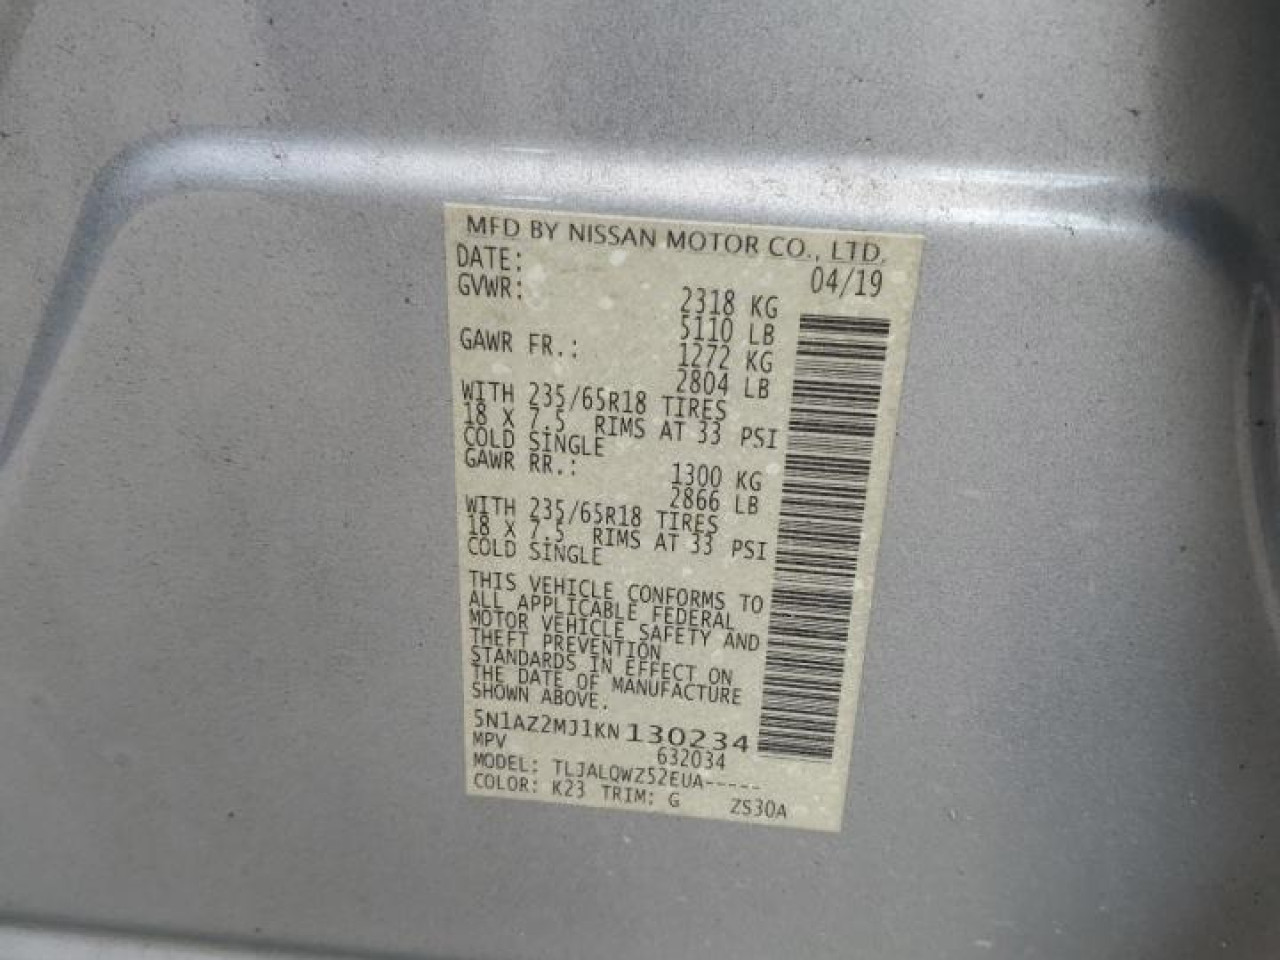 MFD BY NISSAN MOTOR CO., LTD.
DATE: 04/19
GVWR: 2318 KG
5110 LB
GAWR FR.: 1272 KG
2804 LB
WITH 235/65R18 TIRES
18 X 7.5 RIMS AT 33 PSI
COLD SINGLE
GAWR RR.: 1300 KG
2866 LB
WITH 235/65R18 TIRES
18 X 7.5 RIMS AT 33 PSI
COLD SINGLE
THIS VEHICLE CONFORMS TO
ALL APPLICABLE FEDERAL
MOTOR VEHICLE SAFETY AND
THEFT PREVENTION
STANDARDS IN EFFECT ON
THE DATE OF MANUFACTURE
SHOWN ABOVE.
5N1AZ2MJ1KN130234
MPV 632034
MODEL: TLJALQWZ52EUA-----
COLOR: K23 TRIM: G ZS30A